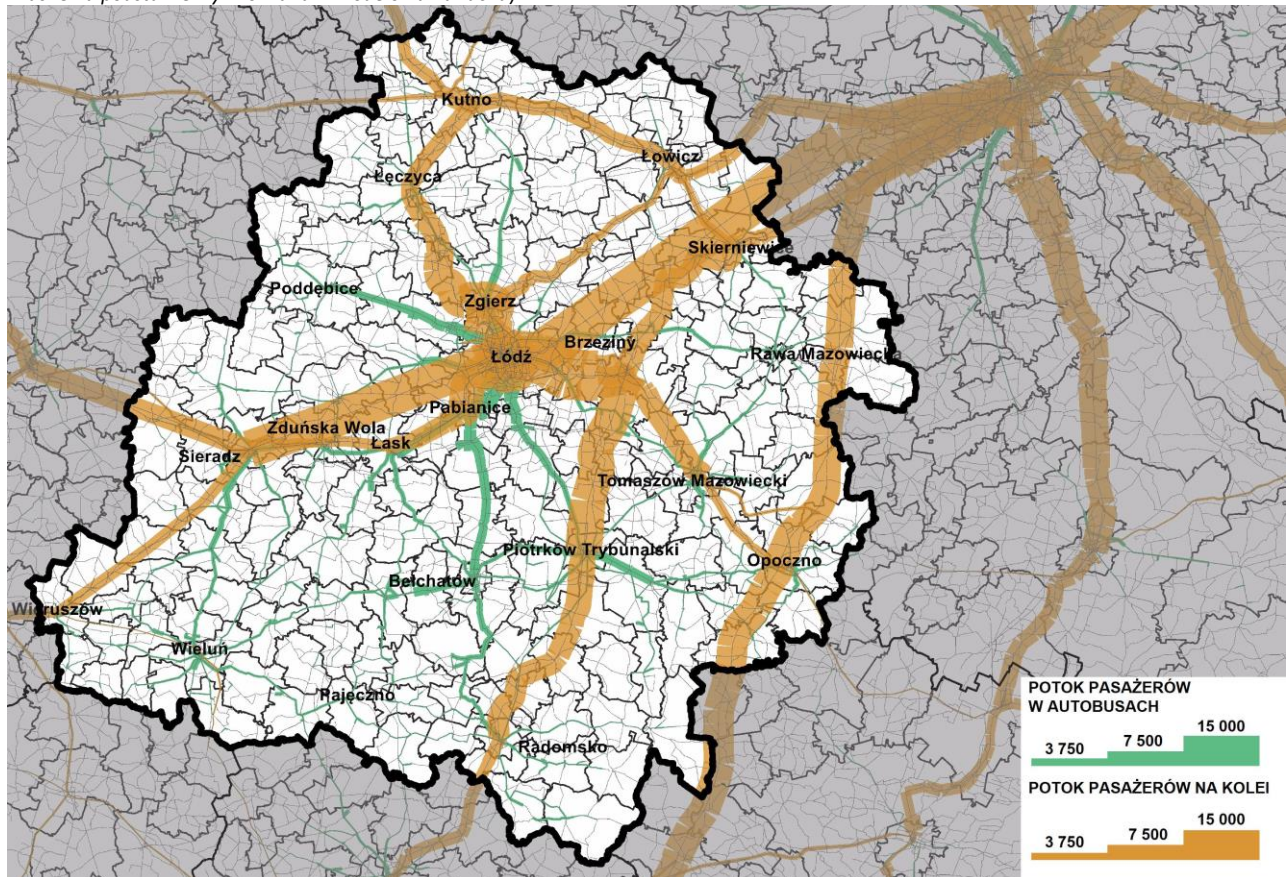 Kutno
Łowicz
Łęczyca
Skierniewice
Poddębice
Zgierz
Brzeziny
Łódź
Rawa Mazowiecka
Pabianice
Zduńska Wola
Łask
Sieradz
Tomaszów Mazowiecki
Piotrków Trybunalski
Opoczno
Bełchatów
Wieruszów
Wieluń
Pajęczno
Radomsko
POTOK PASAŻERÓW
W AUTOBUSACH
3 750 7 500 15 000
POTOK PASAŻERÓW NA KOLEI
3 750 7 500 15 000